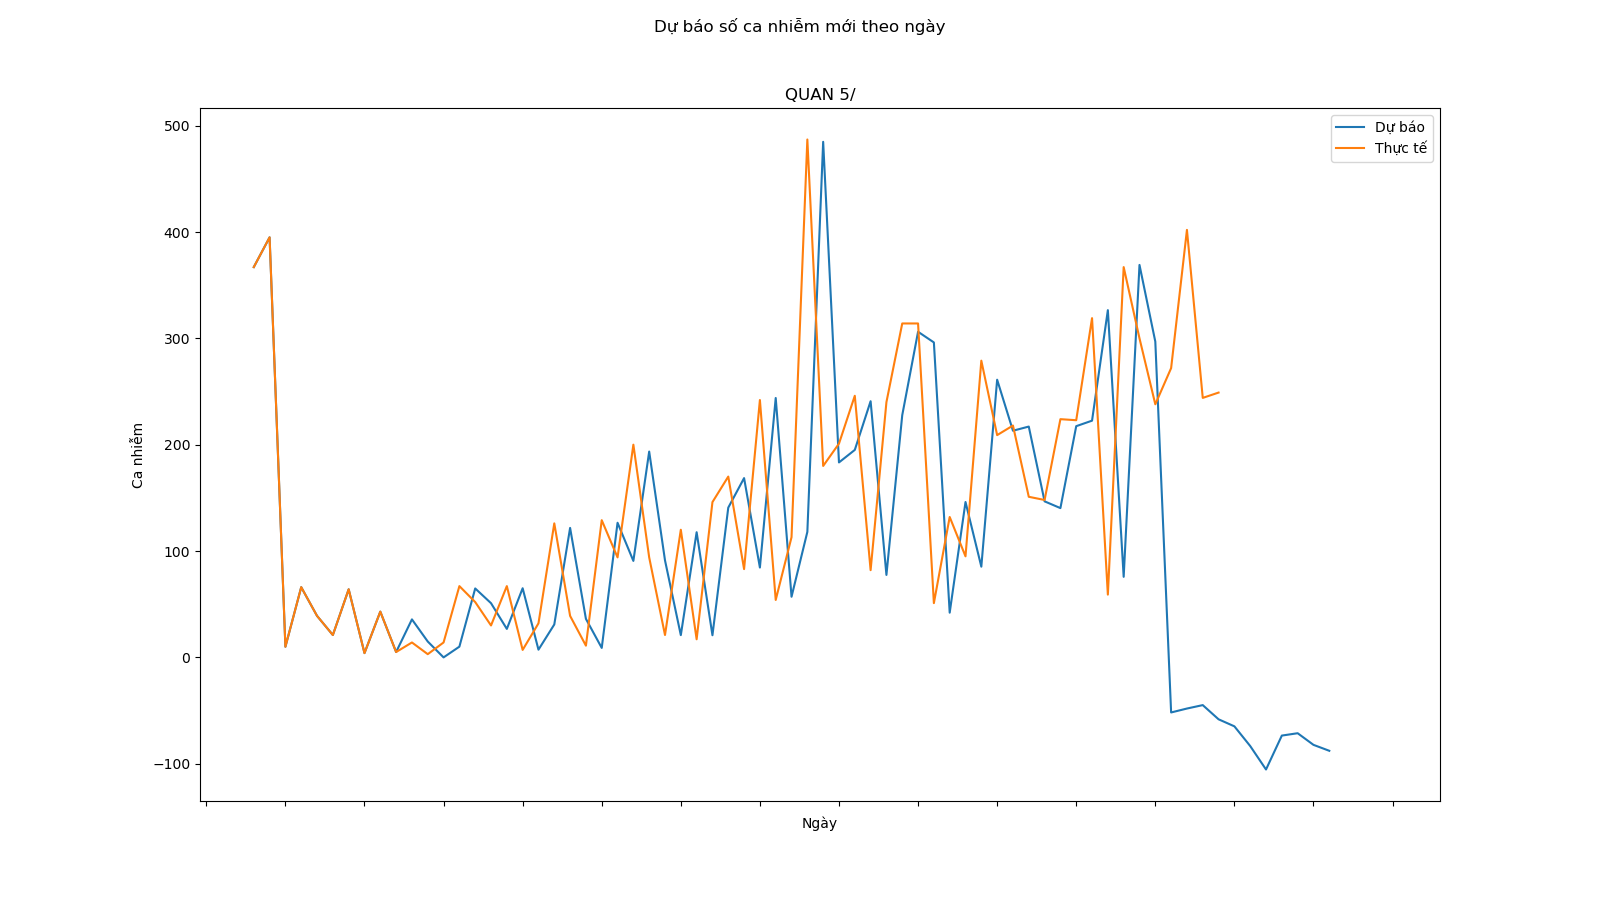 Dự báo số ca nhiễm mới theo ngày
QUAN 5/
Dự báo
Thực tế
500
400
300
200
100
0
−100
Ca nhiễm
Ngày